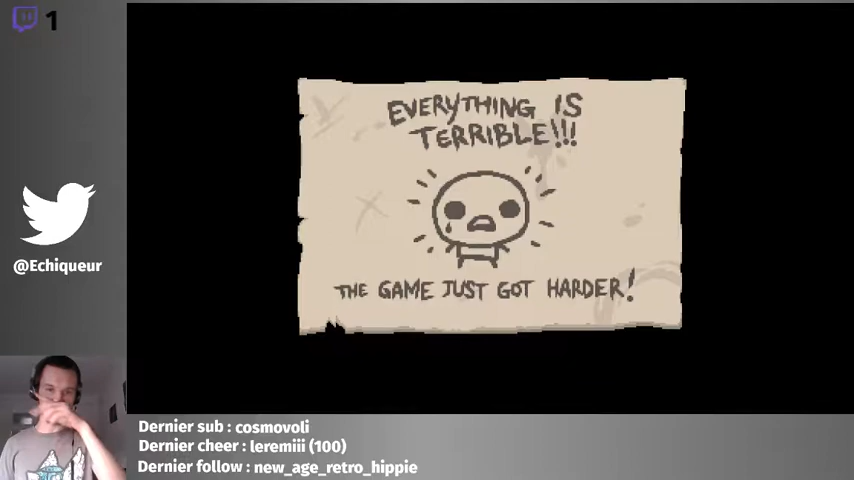 1
EVERYTHING IS
TERRIBLE!!!
THE GAME JUST GOT HARDER!
@Echiqueur
Dernier sub : cosmovoli
Dernier cheer : leremiii (100)
Dernier follow : new_age_retro_hippie